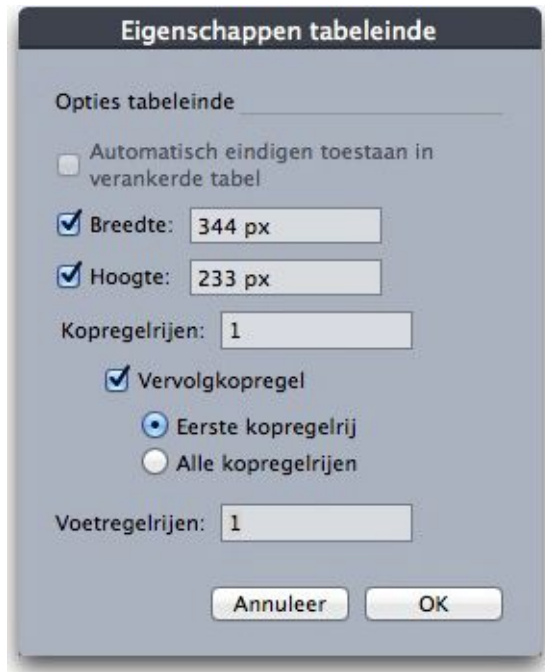 Eigenschappen tabeleinde
Opties tabeleinde
Automatisch eindigen toestaan in
verankerde tabel
Breedte: 344 px
Hoogte: 233 px
Kopregelrijen: 1
Vervolgkopregel
Eerste kopregelrij
Alle kopregelrijen
Voetregelrijen: 1
Annuleer OK